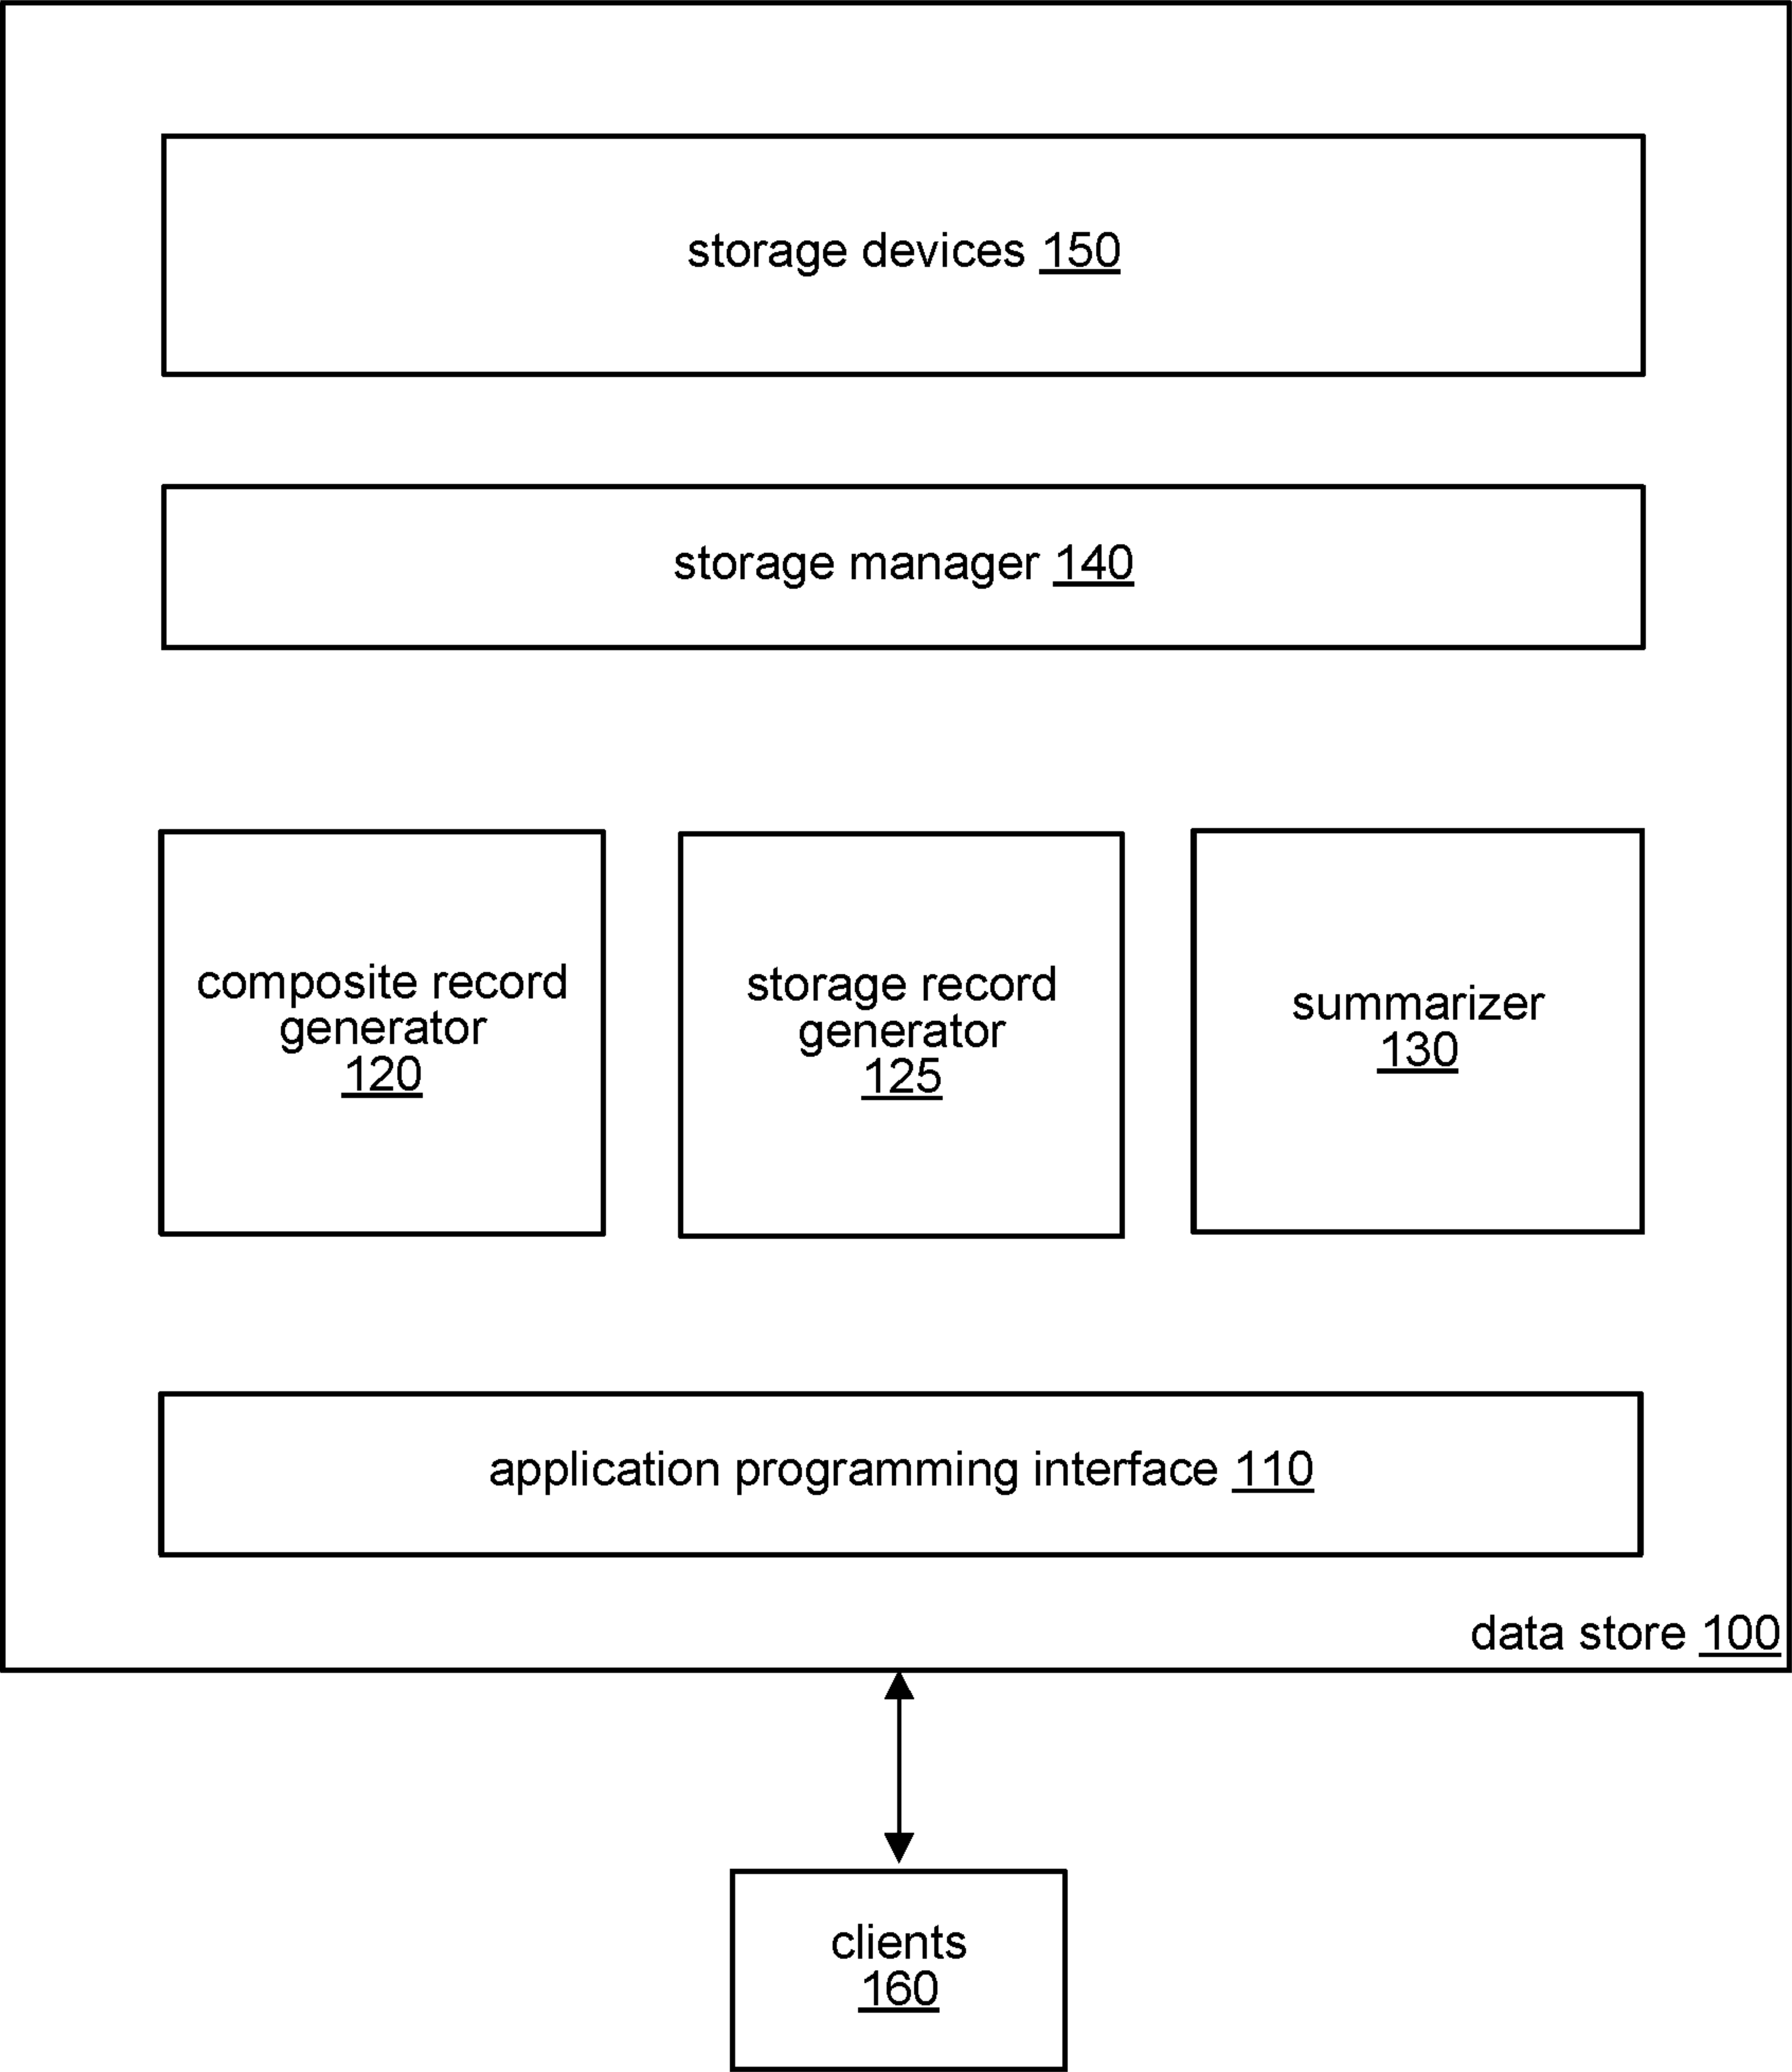 storage devices 150
storage manager 140
composite record
generator
120
storage record
generator
125
summarizer
130
application programming interface 110
data store 100
clients
160